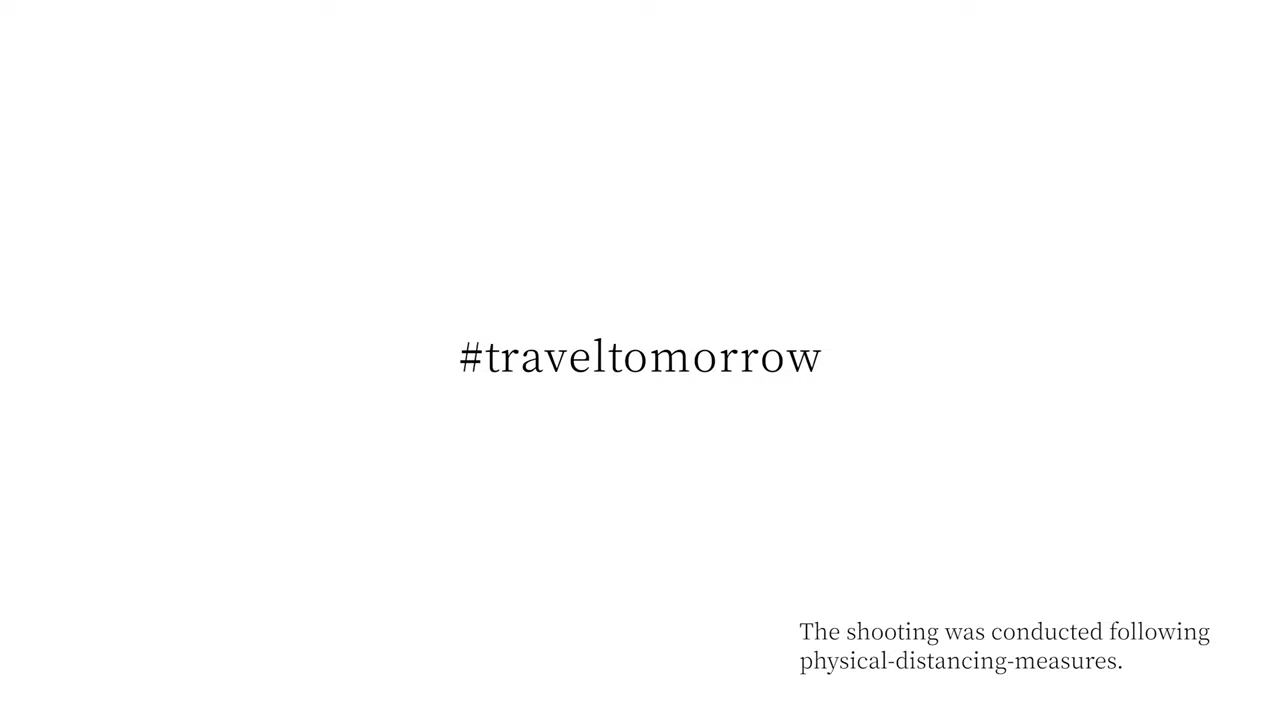 #traveltomorrow
The shooting was conducted following
physical-distancing-measures.